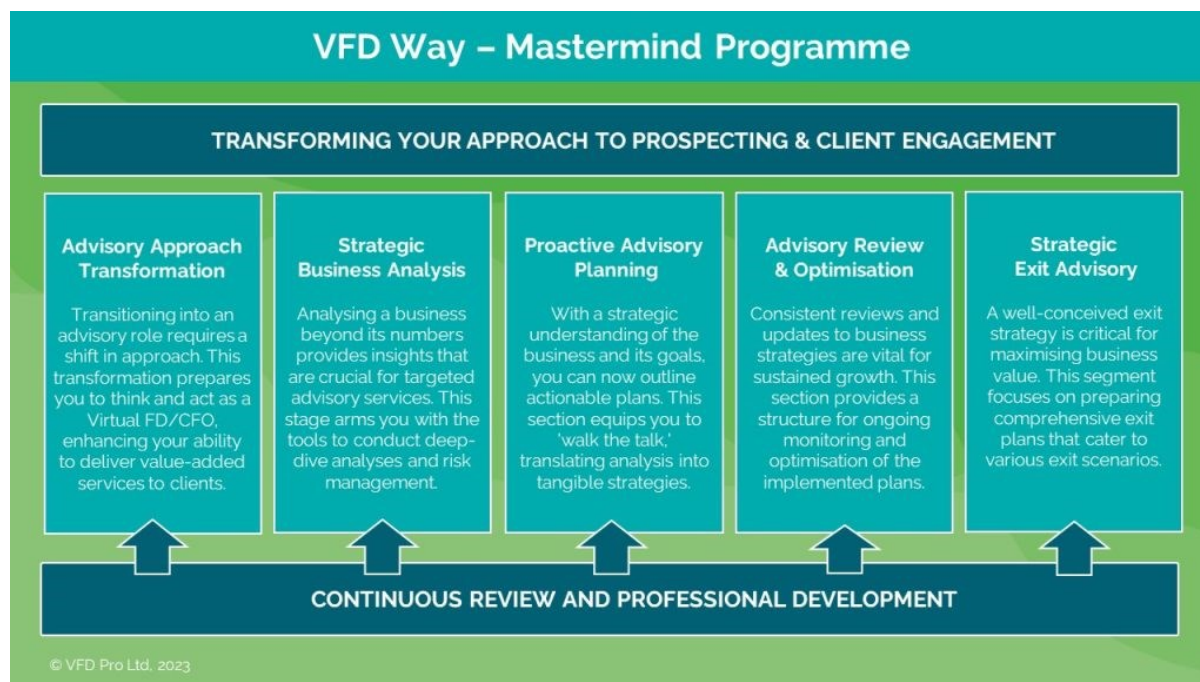 VFD Way – Mastermind Programme
TRANSFORMING YOUR APPROACH TO PROSPECTING & CLIENT ENGAGEMENT
Advisory Approach
Transformation
Transitioning into an
advisory role requires a
shift in approach. This
transformation prepares
you to think and act as a
Virtual FD/CFO,
enhancing your ability
to deliver value-added
services to clients.
Strategic
Business Analysis
Analysing a business
beyond its numbers
provides insights that
are crucial for targeted
advisory services. This
stage arms you with the
tools to conduct deep-
dive analyses and risk
management.
Proactive Advisory
Planning
With a strategic
understanding of the
business and its goals,
you can now outline
actionable plans. This
section equips you to
'walk the talk,'
translating analysis into
tangible strategies.
Advisory Review
& Optimisation
Consistent reviews and
updates to business
strategies are vital for
sustained growth. This
section provides a
structure for ongoing
monitoring and
optimisation of the
implemented plans.
Strategic
Exit Advisory
A well-conceived exit
strategy is critical for
maximising business
value. This segment
focuses on preparing
comprehensive exit
plans that cater to
various exit scenarios.
CONTINUOUS REVIEW AND PROFESSIONAL DEVELOPMENT
© VFD Pro Ltd, 2023